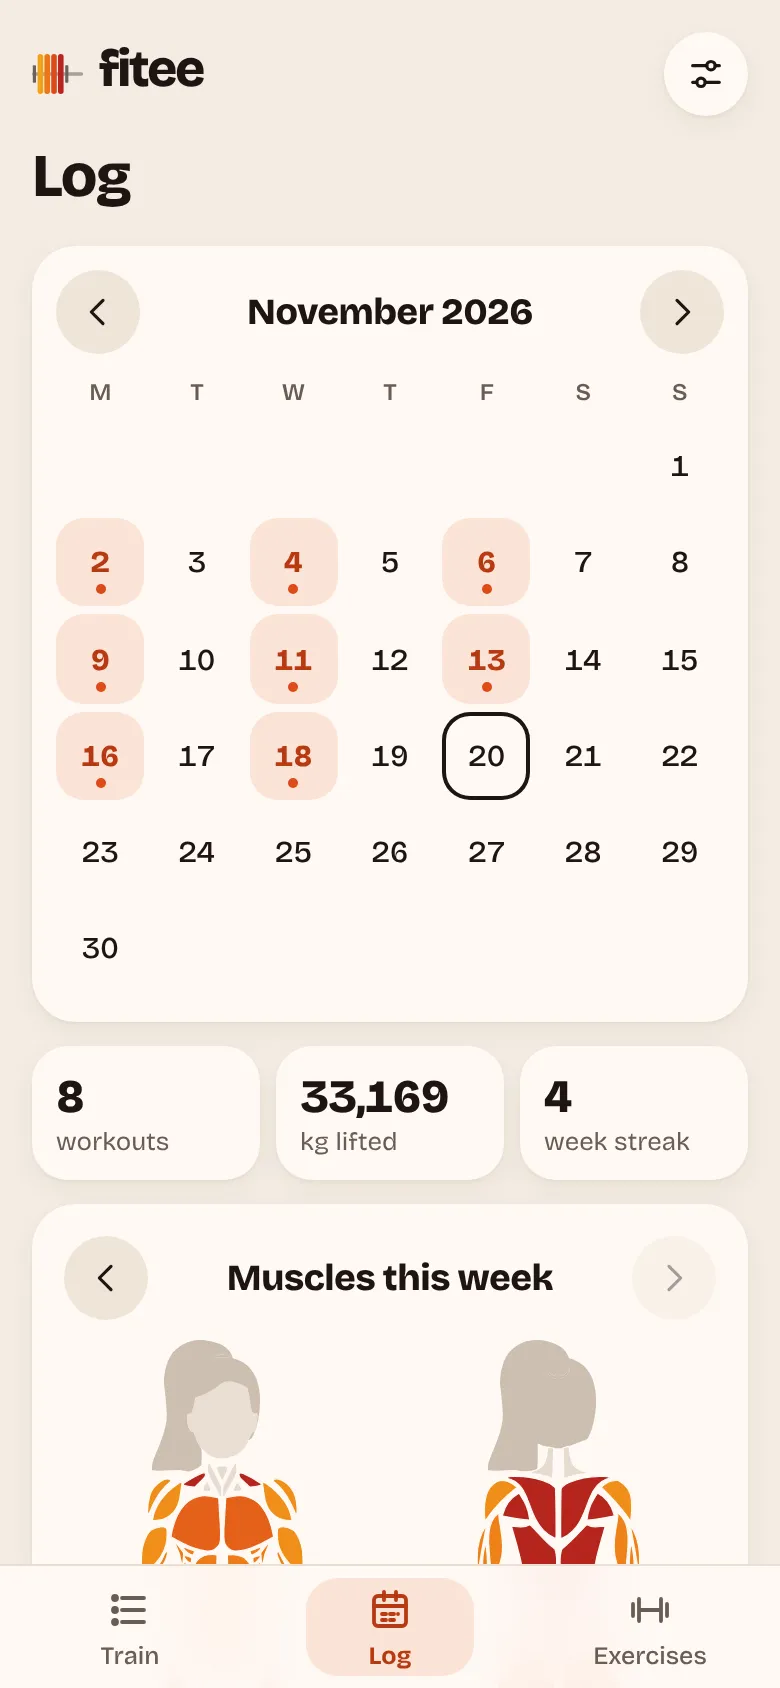 fitee
Log
November 2026
M T W T F S S
1
2 3 4 5 6 7 8
9 10 11 12 13 14 15
16 17 18 19 20 21 22
23 24 25 26 27 28 29
30
8 33,169 4
workouts kg lifted week streak
Muscles this week
Train Log Exercises